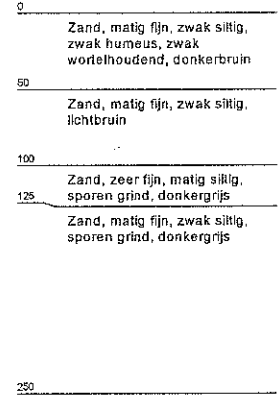 0
Zand, matig fijn, zwak siltig,
zwak humeus, zwak
wortelhoudend, donkerbruin
50
Zand, matig fijn, zwak siltig,
lichtbruin
100
Zand, zeer fijn, matig siltig,
125 sporen grind, donkergrijs
Zand, matig fijn, zwak siltig,
sporen grind, donkergrijs
250